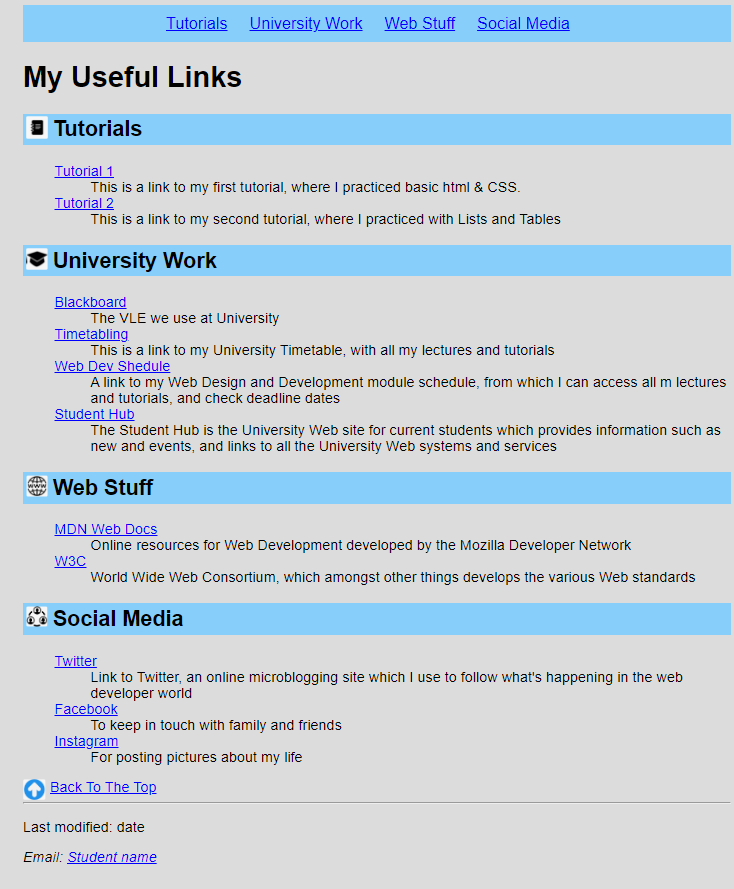 Tutorials University Work Web Stuff Social Media
My Useful Links
Tutorials
Tutorial 1
This is a link to my first tutorial, where I practiced basic html & CSS.
Tutorial 2
This is a link to my second tutorial, where I practiced with Lists and Tables
University Work
Blackboard
The VLE we use at University
Timetabling
This is a link to my University Timetable, with all my lectures and tutorials
Web Dev Shedule
A link to my Web Design and Development module schedule, from which I can access all m lectures
and tutorials, and check deadline dates
Student Hub
The Student Hub is the University Web site for current students which provides information such as
new and events, and links to all the University Web systems and services
WWW
Web Stuff
MDN Web Docs
Online resources for Web Development developed by the Mozilla Developer Network
W3C
World Wide Web Consortium, which amongst other things develops the various Web standards
Social Media
Twitter
Link to Twitter, an online microblogging site which I use to follow what's happening in the web
developer world
Facebook
To keep in touch with family and friends
Instagram
For posting pictures about my life
Back To The Top
Last modified: date
Email: Student name